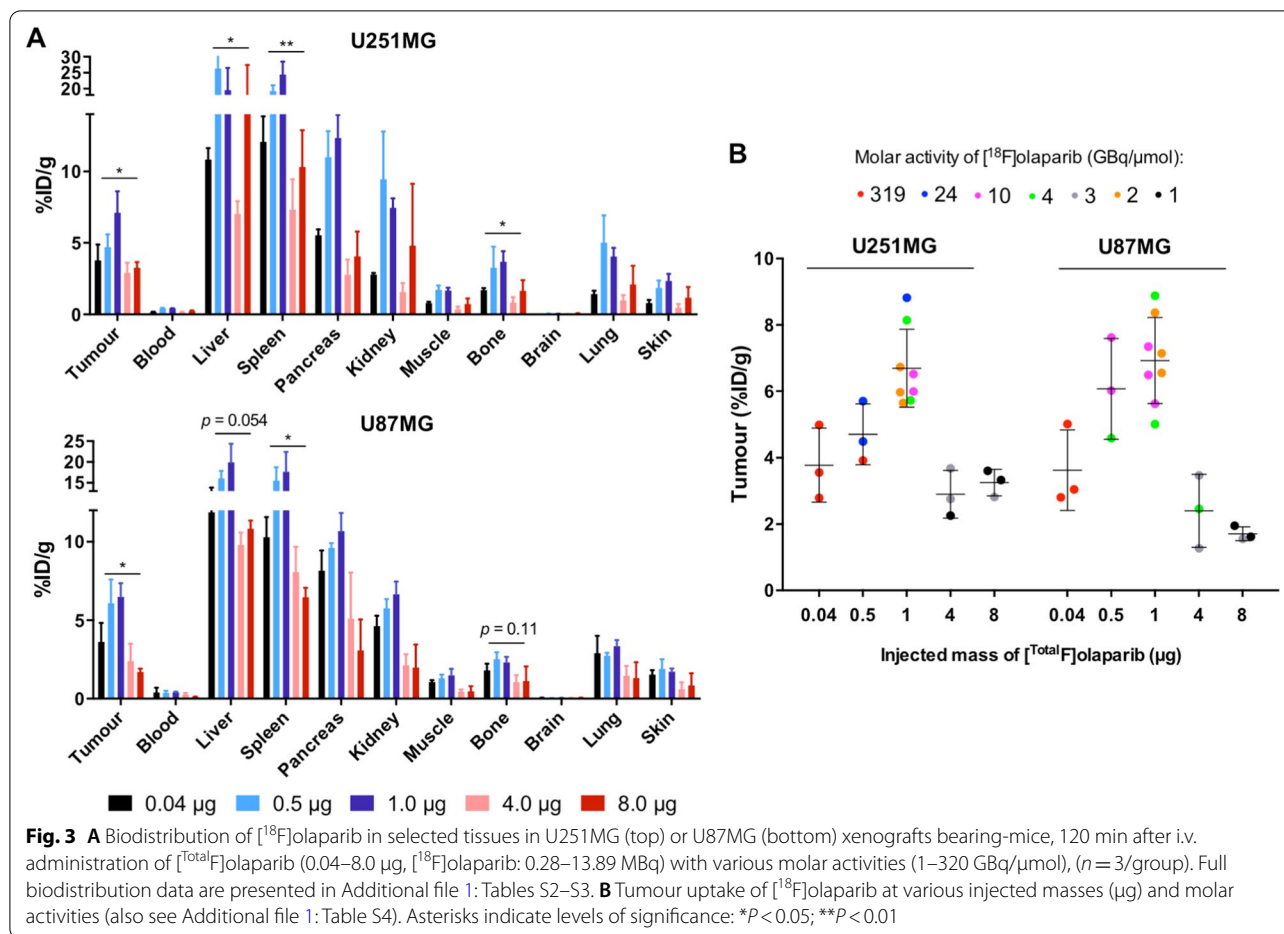 A
U251MG
30
25
20
10
5
0
%ID/g
*
*
**
*
Tumour
Blood
Liver
Spleen
Pancreas
Kidney
Muscle
Bone
Brain
Lung
Skin
U87MG
25
20
15
10
5
0
%ID/g
*
p = 0.054
*
p = 0.11
Tumour
Blood
Liver
Spleen
Pancreas
Kidney
Muscle
Bone
Brain
Lung
Skin
0.04 µg 0.5 µg 1.0 µg 4.0 µg 8.0 µg
B
Molar activity of [18F]olaparib (GBq/µmol):
319 24 10 4 3 2 1
U251MG U87MG
10
8
6
4
2
0
Tumour (%ID/g)
0.04 0.5 1 4 8 0.04 0.5 1 4 8
Injected mass of [TotalF]olaparib (µg)
Fig. 3 A Biodistribution of [18F]olaparib in selected tissues in U251MG (top) or U87MG (bottom) xenografts bearing-mice, 120 min after i.v.
administration of [TotalF]olaparib (0.04–8.0 µg, [18F]olaparib: 0.28–13.89 MBq) with various molar activities (1–320 GBq/µmol), (n = 3/group). Full
biodistribution data are presented in Additional file 1: Tables S2–S3. B Tumour uptake of [18F]olaparib at various injected masses (µg) and molar
activities (also see Additional file 1: Table S4). Asterisks indicate levels of significance: *P < 0.05; **P < 0.01